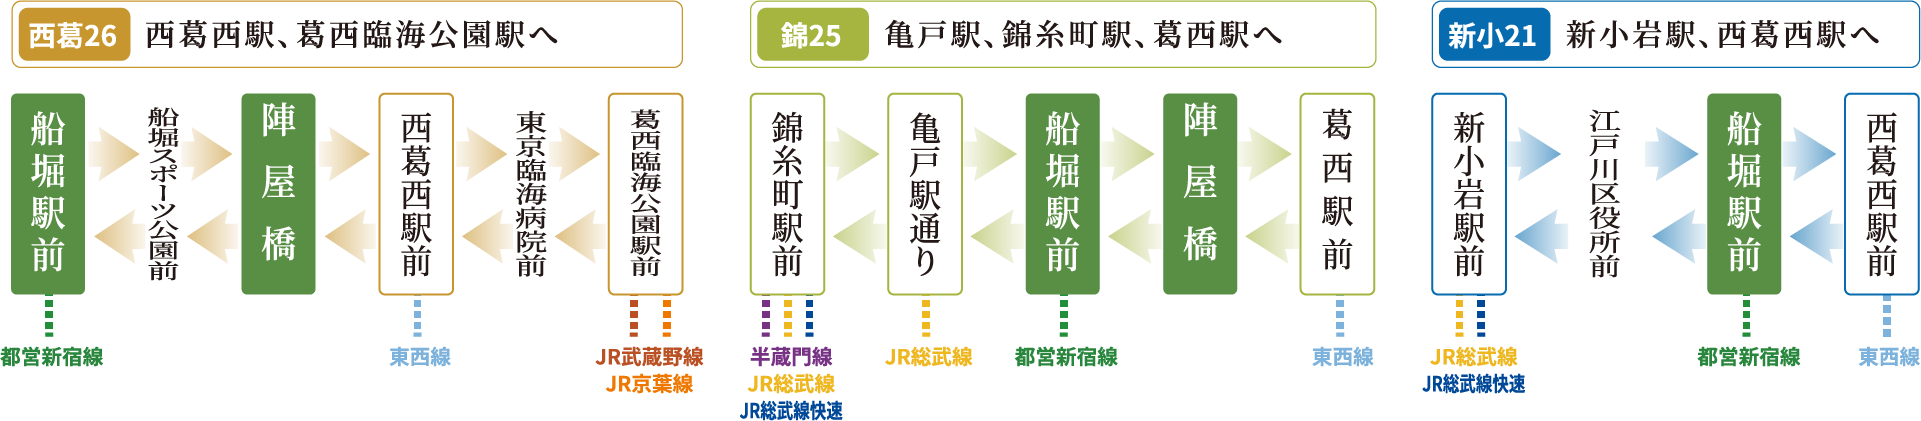 西葛26 西葛西駅、葛西臨海公園駅へ
船堀駅前
船堀スポーツ公園前
陣屋橋
西葛西駅前
東京臨海病院前
葛西臨海公園駅前
都営新宿線
東西線
JR武蔵野線
JR京葉線
錦25 亀戸駅、錦糸町駅、葛西駅へ
錦糸町駅前
亀戸駅通り
船堀駅前
陣屋橋
葛西駅前
半蔵門線
JR総武線
JR総武線快速
JR総武線
都営新宿線
東西線
新小21 新小岩駅、西葛西駅へ
新小岩駅前
江戸川区役所前
船堀駅前
西葛西駅前
JR総武線
JR総武線快速
都営新宿線
東西線